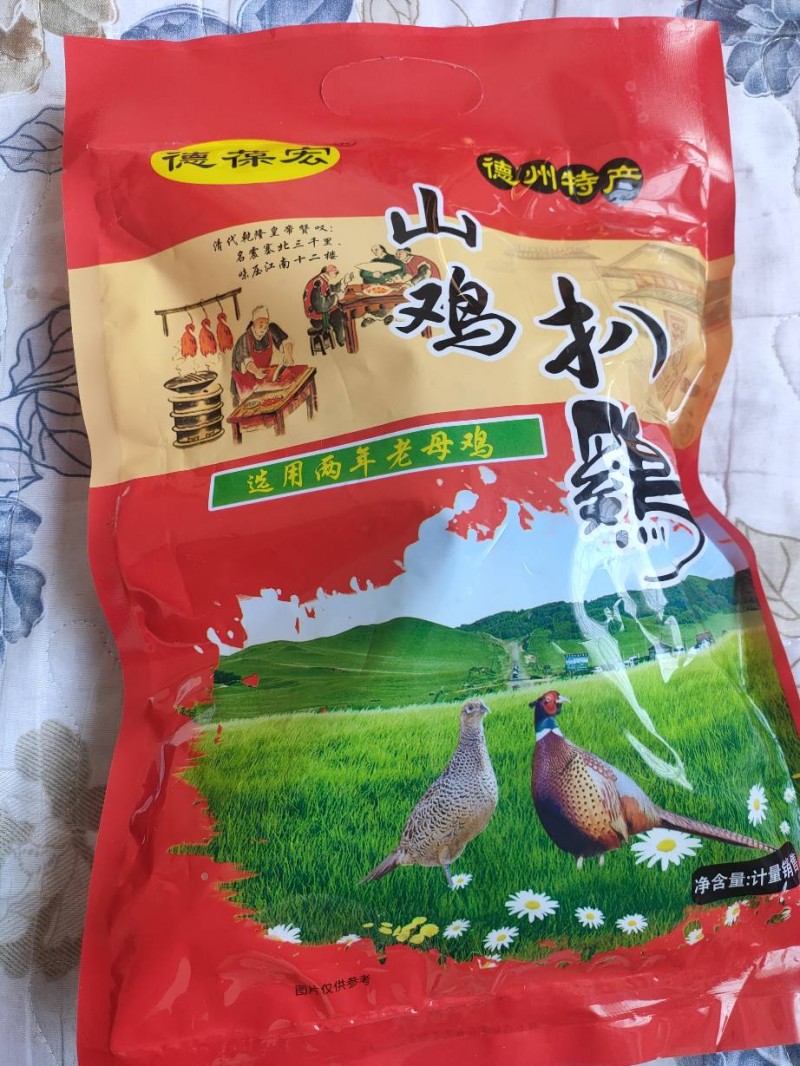 德葆宏
德州特产
山鸡
扒鷄
清代乾隆皇帝赞叹:
名震塞北三千里、
味压江南十二楼
选用两年老母鸡
净含量:计量销售
图片仅供参考